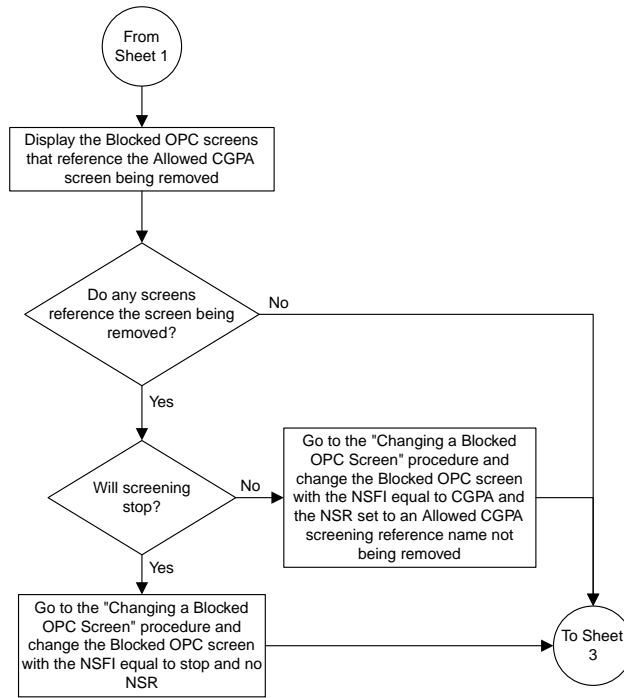 From
Sheet 1
Display the Blocked OPC screens
that reference the Allowed CGPA
screen being removed
Do any screens
reference the screen being
removed?
No
Yes
Will screening
stop?
No
Go to the "Changing a Blocked
OPC Screen" procedure and
change the Blocked OPC screen
with the NSFI equal to CGPA and
the NSR set to an Allowed CGPA
screening reference name not
being removed
Yes
Go to the "Changing a Blocked
OPC Screen" procedure and
change the Blocked OPC screen
with the NSFI equal to stop and no
NSR
To Sheet
3